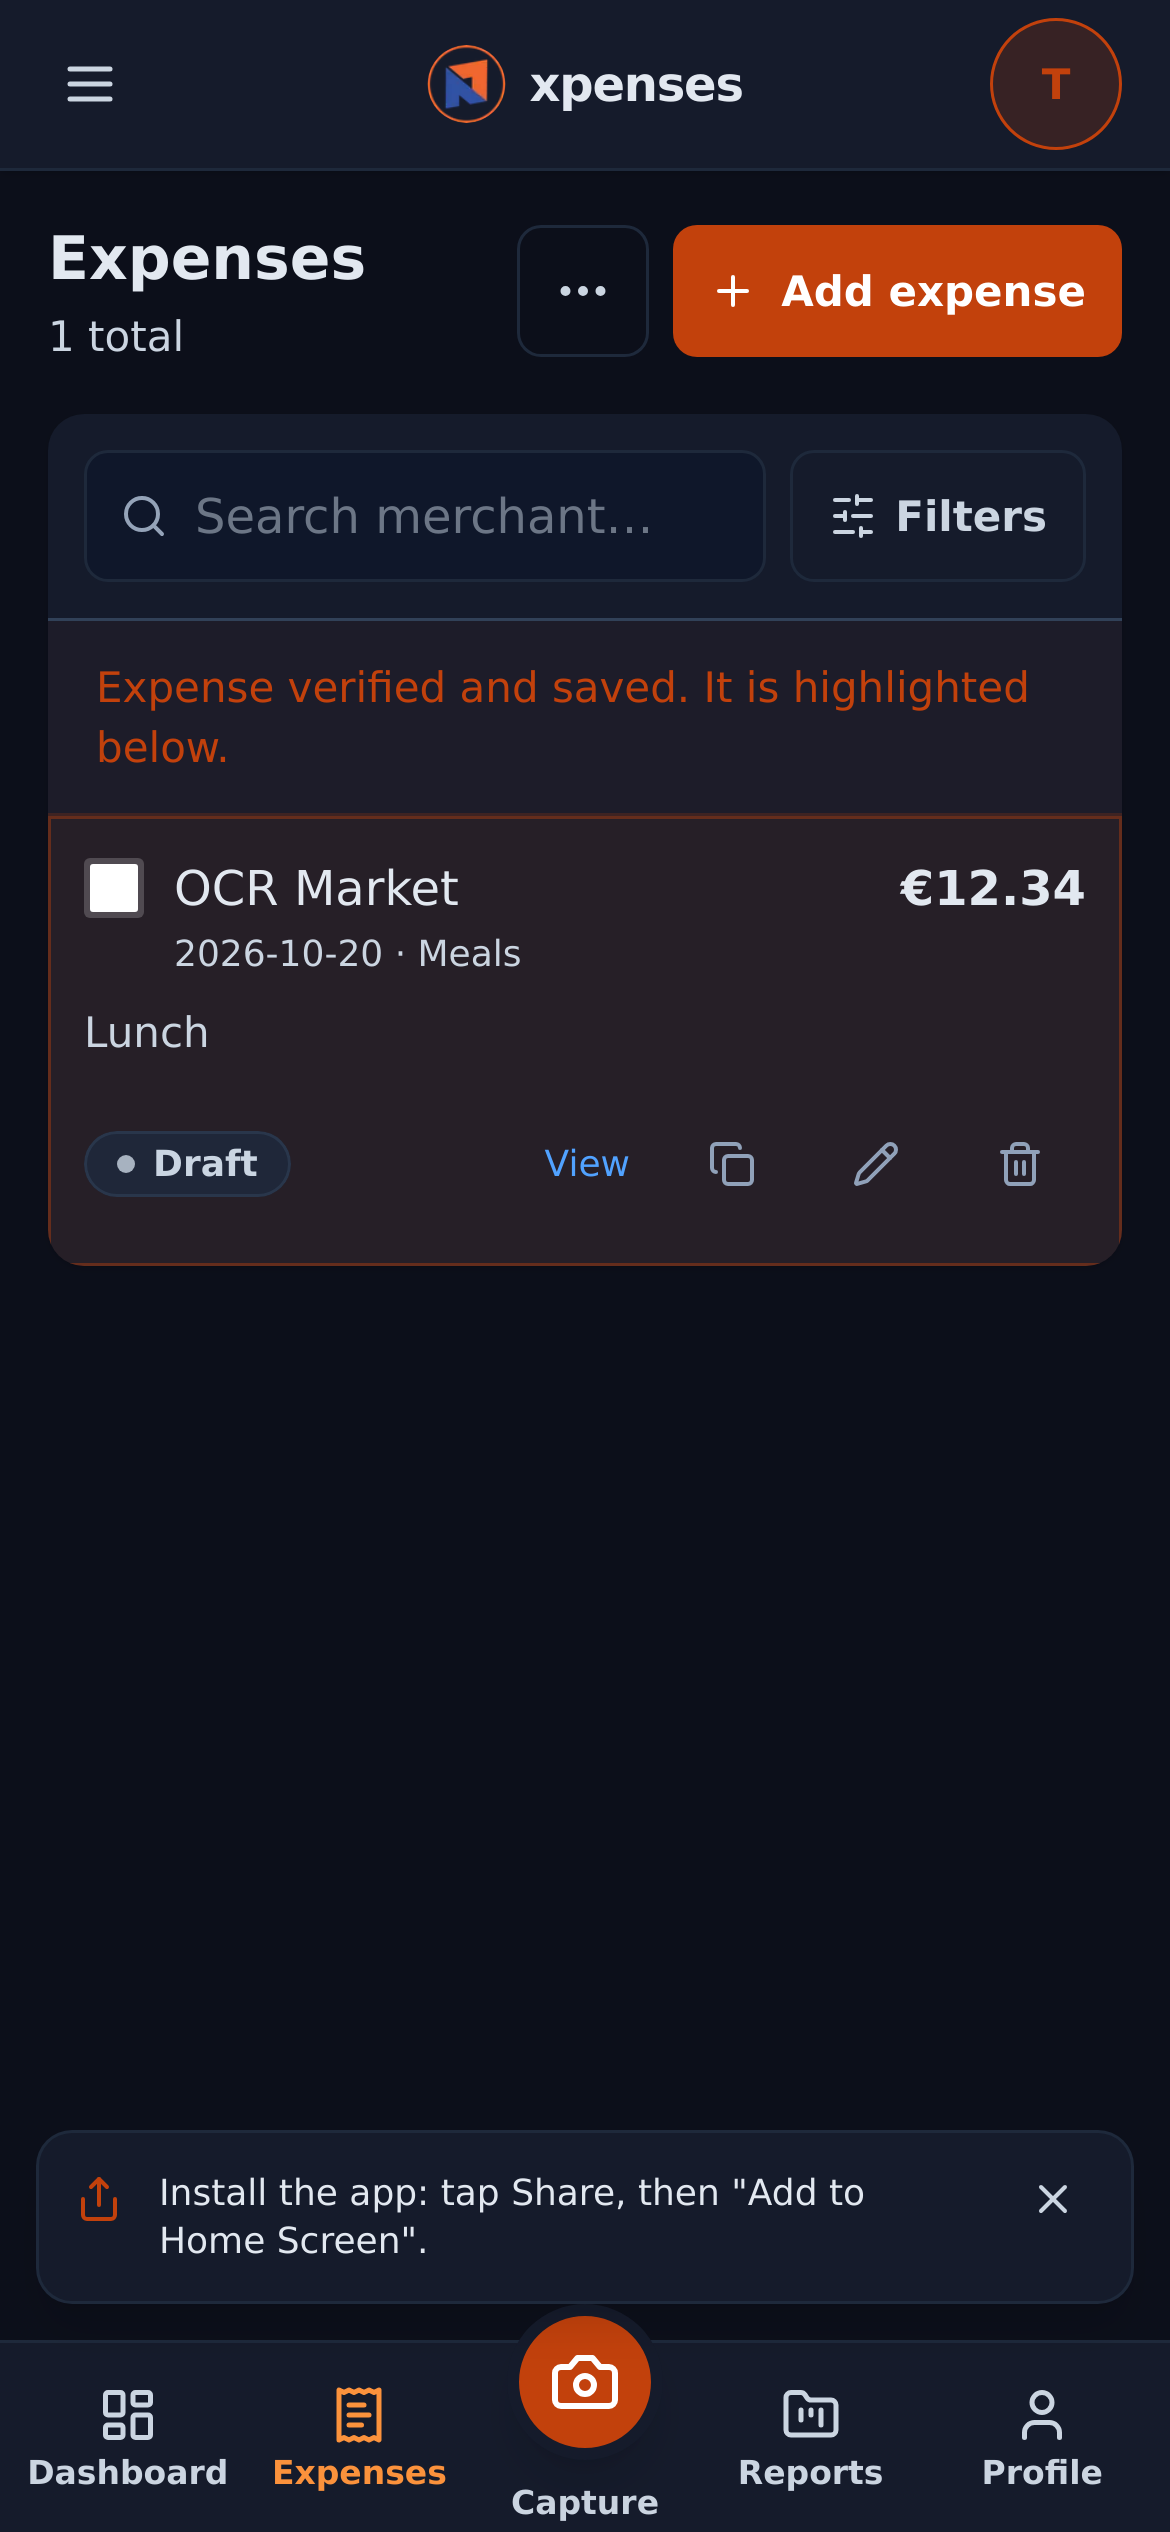 xpenses
T
Expenses
1 total
Add expense
Search merchant...
Filters
Expense verified and saved. It is highlighted
below.
OCR Market
€12.34
2026-10-20 · Meals
Lunch
Draft
View
Install the app: tap Share, then "Add to
Home Screen".
Dashboard
Expenses
Capture
Reports
Profile